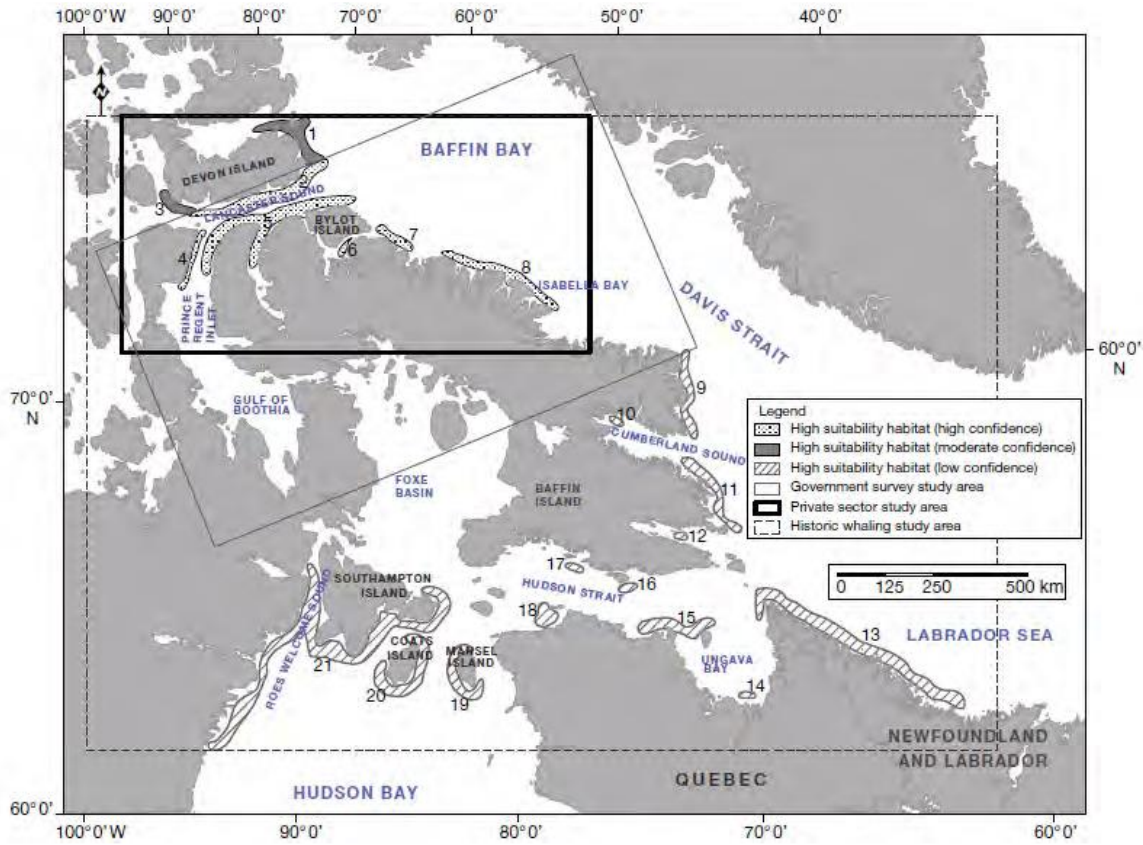 100°0'W 90°0' 80°0' 70°0' 60°0' 50°0' 40°0'
N
1
BAFFIN BAY
DEVON ISLAND
2
3
LANCASTER SOUND
5
BYLOT
ISLAND
4
6
7
8
ISABELLA BAY
PRINCE
REGENT
INLET
DAVIS STRAIT
60°0'
N
70°0'
N
GULF OF
BOOTHIA
9
10
CUMBERLAND SOUND
Legend
High suitability habitat (high confidence)
High suitability habitat (moderate confidence)
High suitability habitat (low confidence)
Government survey study area
Private sector study area
Historic whaling study area
FOXE
BASIN
BAFFIN
ISLAND
11
12
17
16
HUDSON STRAIT
SOUTHAMPTON
ISLAND
0 125 250 500 km
18
15
13
LABRADOR SEA
ROES WELCOME SOUND
21
COATS
ISLAND
MANSEL
ISLAND
UNGAVA
BAY
20
19
14
NEWFOUNDLAND
AND LABRADOR
QUEBEC
HUDSON BAY
60°0'
N
100°0'W 90°0' 80°0' 70°0' 60°0'